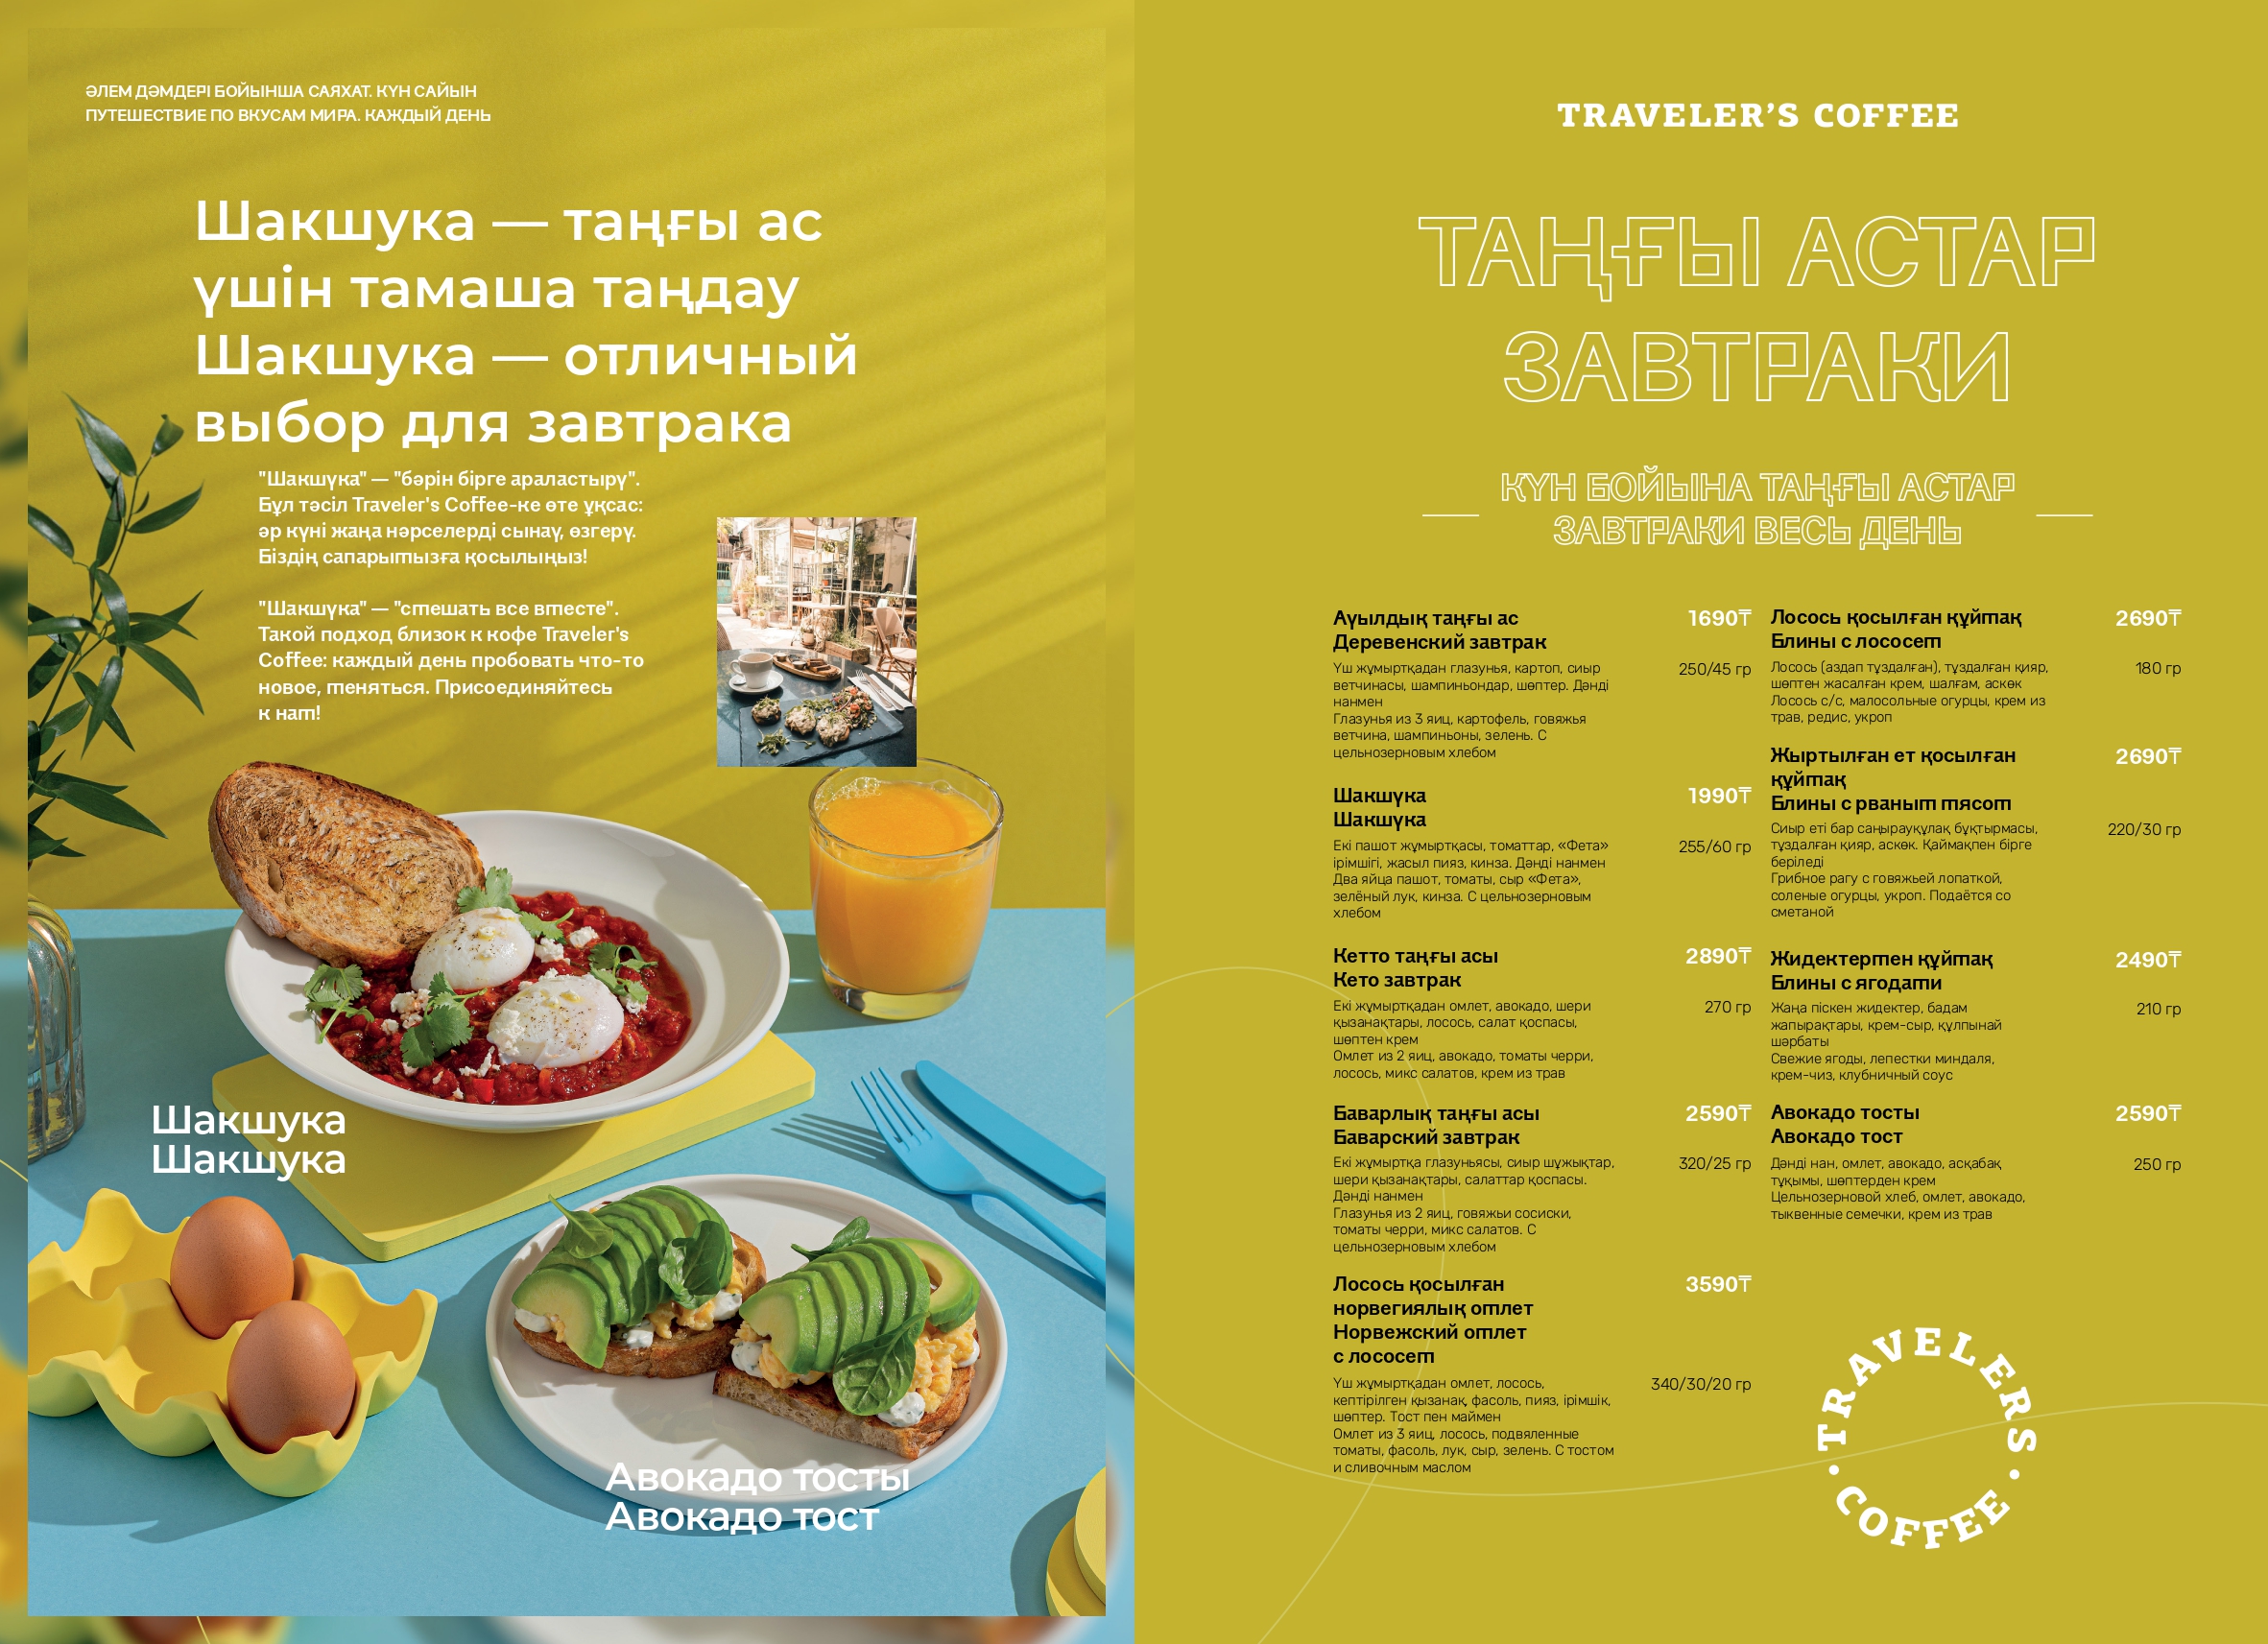 ӘЛЕМ ДӘМДЕРІ БОЙЫНША САЯХАТ. КҮН САЙЫН
ПУТЕШЕСТВИЕ ПО ВКУСАМ МИРА. КАЖДЫЙ ДЕНЬ
Шакшука — таңғы ас
үшін тамаша таңдау
Шакшука — отличный
выбор для завтрака
"Шакшүка" — "бәрін бірге араластырү".
Бұл тәсіл Traveler's Coffee-ке өте ұқсас:
әр күні жаңа нәрселерді сынаү, өзгерү.
Біздің сапарымызға қосылыңыз!
"Шакшүка" — "смешать все вместе".
Такой подход близок к кофе Traveler's
Coffee: каждый день пробовать что-то
новое, меняться. Присоединяйтесь
к нам!
Шакшука
Шакшука
Авокадо тосты
Авокадо тост
TRAVELER'S COFFEE
ТАҢҒЫ АСТАР
ЗАВТРАКИ
КҮН БОЙЫНА ТАҢҒЫ АСТАР
ЗАВТРАКИ ВЕСЬ ДЕНЬ
Аүылдық таңғы ас 1690₸
Деревенский завтрак
Үш жұмыртқадан глазунья, картоп, сиыр 250/45 гр
ветчинасы, шампиньондар, шөптер. Дәнді
нанмен
Глазунья из 3 яиц, картофель, говяжья
ветчина, шампиньоны, зелень. С
цельнозерновым хлебом
Шакшүка 1990₸
Шакшүка
Екі пашот жұмыртқасы, томаттар, «Фета» 255/60 гр
ірімшігі, жасыл пияз, кинза. Дәнді нанмен
Два яйца пашот, томаты, сыр «Фета»,
зелёный лук, кинза. С цельнозерновым
хлебом
Кетто таңғы асы 2890₸
Кето завтрак
Екі жұмыртқадан омлет, авокадо, шери 270 гр
қызанақтары, лосось, салат қоспасы,
шөптен крем
Омлет из 2 яиц, авокадо, томаты черри,
лосось, микс салатов, крем из трав
Баварлық таңғы асы 2590₸
Баварский завтрак
Екі жұмыртқа глазуньясы, сиыр шұжықтар, 320/25 гр
шери қызанақтары, салаттар қоспасы.
Дәнді нанмен
Глазунья из 2 яиц, говяжьи сосиски,
томаты черри, микс салатов. С
цельнозерновым хлебом
Лосось қосылған 3590₸
норвегиялық омлет
Норвежский омлет
с лососем
Үш жұмыртқадан омлет, лосось, 340/30/20 гр
кептірілген қызанақ, фасоль, пияз, ірімшік,
шөптер. Тост пен маймен
Омлет из 3 яиц, лосось, подвяленные
томаты, фасоль, лук, сыр, зелень. С тостом
и сливочным маслом
Лосось қосылған құймақ 2690₸
Блины с лососем
Лосось (аздап тұздалған), тұздалған қияр, 180 гр
шөптен жасалған крем, шалғам, аскөк
Лосось с/с, малосольные огурцы, крем из
трав, редис, укроп
Жыртылған ет қосылған 2690₸
құймақ
Блины с рваным мясом
Сиыр еті бар саңырауқұлақ бұқтырмасы, 220/30 гр
тұздалған қияр, аскөк. Қаймақпен бірге
беріледі
Грибное рагу с говяжьей лопаткой,
соленые огурцы, укроп. Подаётся со
сметаной
Жидектермен құймақ 2490₸
Блины с ягодами
Жаңа піскен жидектер, бадам 210 гр
жапырақтары, крем-сыр, құлпынай
шәрбаты
Свежие ягоды, лепестки миндаля,
крем-чиз, клубничный соус
Авокадо тосты 2590₸
Авокадо тост
Дәнді нан, омлет, авокадо, асқабақ 250 гр
тұқымы, шөптерден крем
Цельнозерновой хлеб, омлет, авокадо,
тыквенные семечки, крем из трав
TRAVELERS
• COFFEE •